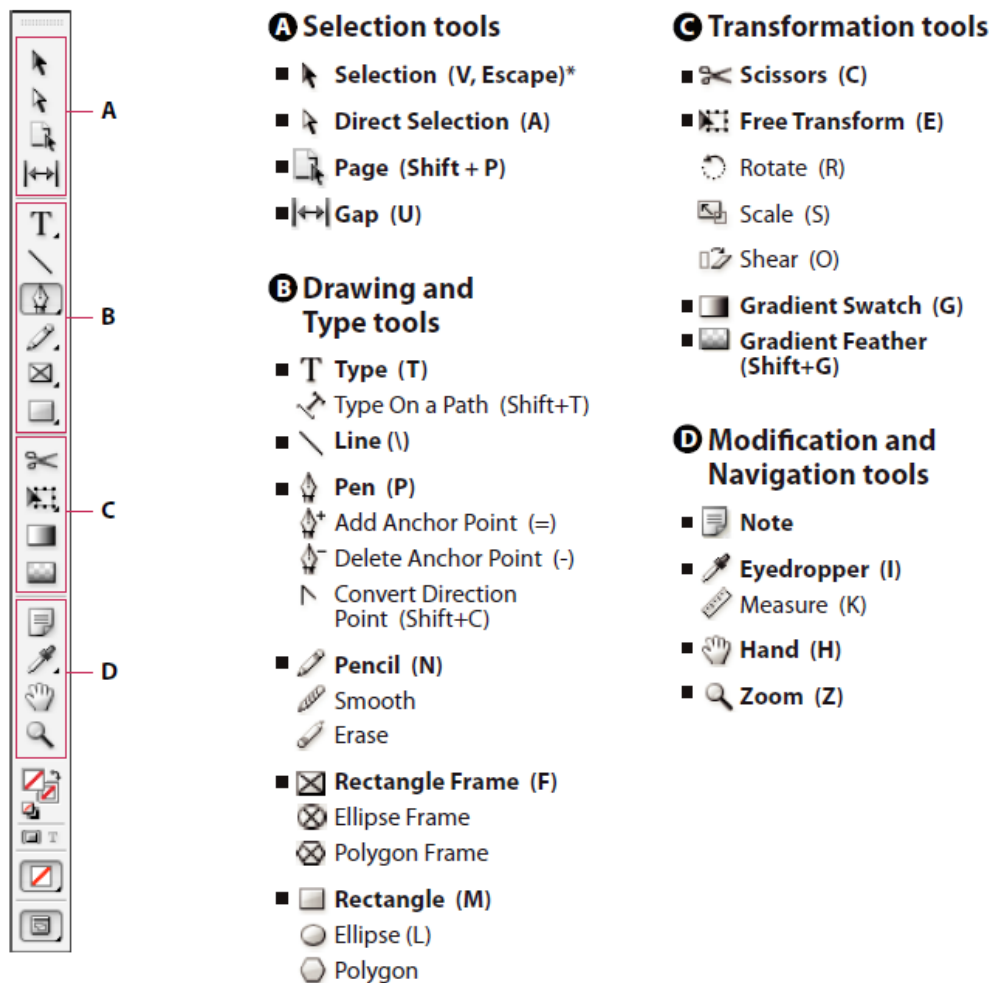 A
B
C
D
A Selection tools
Selection (V, Escape)*
Direct Selection (A)
Page (Shift + P)
Gap (U)
B Drawing and
Type tools
T Type (T)
Type On a Path (Shift+T)
Line (\)
Pen (P)
Add Anchor Point (=)
Delete Anchor Point (-)
Convert Direction
Point (Shift+C)
Pencil (N)
Smooth
Erase
Rectangle Frame (F)
Ellipse Frame
Polygon Frame
Rectangle (M)
Ellipse (L)
Polygon
C Transformation tools
Scissors (C)
Free Transform (E)
Rotate (R)
Scale (S)
Shear (O)
Gradient Swatch (G)
Gradient Feather
(Shift+G)
D Modification and
Navigation tools
Note
Eyedropper (I)
Measure (K)
Hand (H)
Zoom (Z)